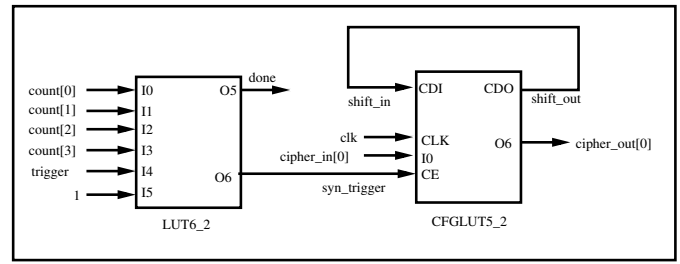 done
count[0] I0 O5 CDI CDO
count[1] I1 shift_in shift_out
count[2] I2
count[3] I3 clk CLK O6 cipher_out[0]
trigger I4 O6 cipher_in[0] I0
1 I5 syn_trigger CE
LUT6_2 CFGLUT5_2